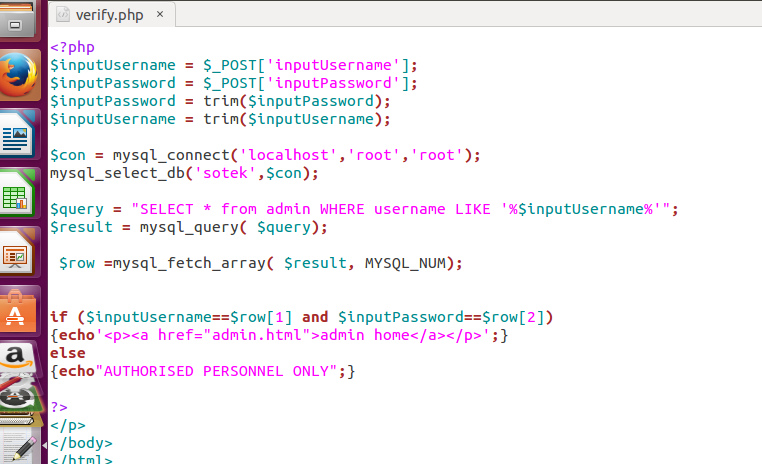 verify.php ×
<?php
$inputUsername = $_POST['inputUsername'];
$inputPassword = $_POST['inputPassword'];
$inputPassword = trim($inputPassword);
$inputUsername = trim($inputUsername);
$con = mysql_connect('localhost','root','root');
mysql_select_db('sotek',$con);
$query = "SELECT * from admin WHERE username LIKE '%$inputUsername%'";
$result = mysql_query( $query);
$row =mysql_fetch_array( $result, MYSQL_NUM);
if ($inputUsername==$row[1] and $inputPassword==$row[2])
{echo'<p><a href="admin.html">admin home</a></p>';}
else
{echo"AUTHORISED PERSONNEL ONLY";}
?>
</p>
</body>
</html>